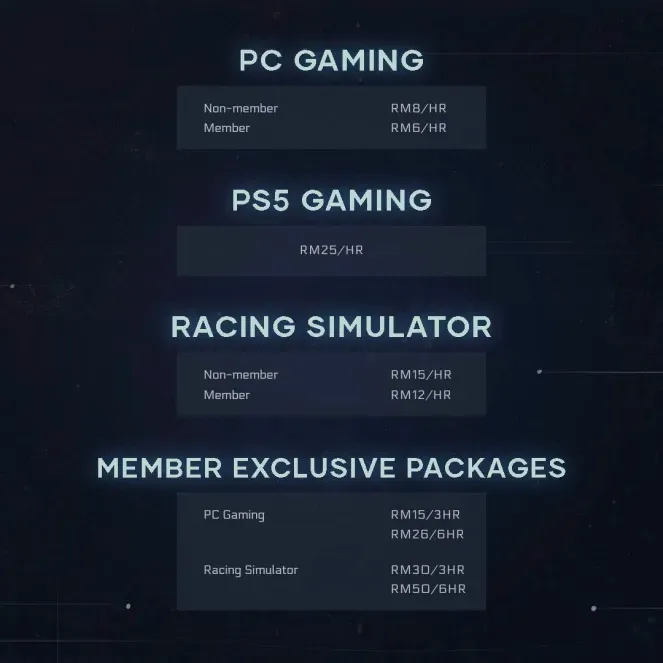 PC GAMING
Non-member RM8/HR
Member RM6/HR
PS5 GAMING
RM25/HR
RACING SIMULATOR
Non-member RM15/HR
Member RM12/HR
MEMBER EXCLUSIVE PACKAGES
PC Gaming RM15/3HR
RM26/6HR
Racing Simulator RM30/3HR
RM50/6HR